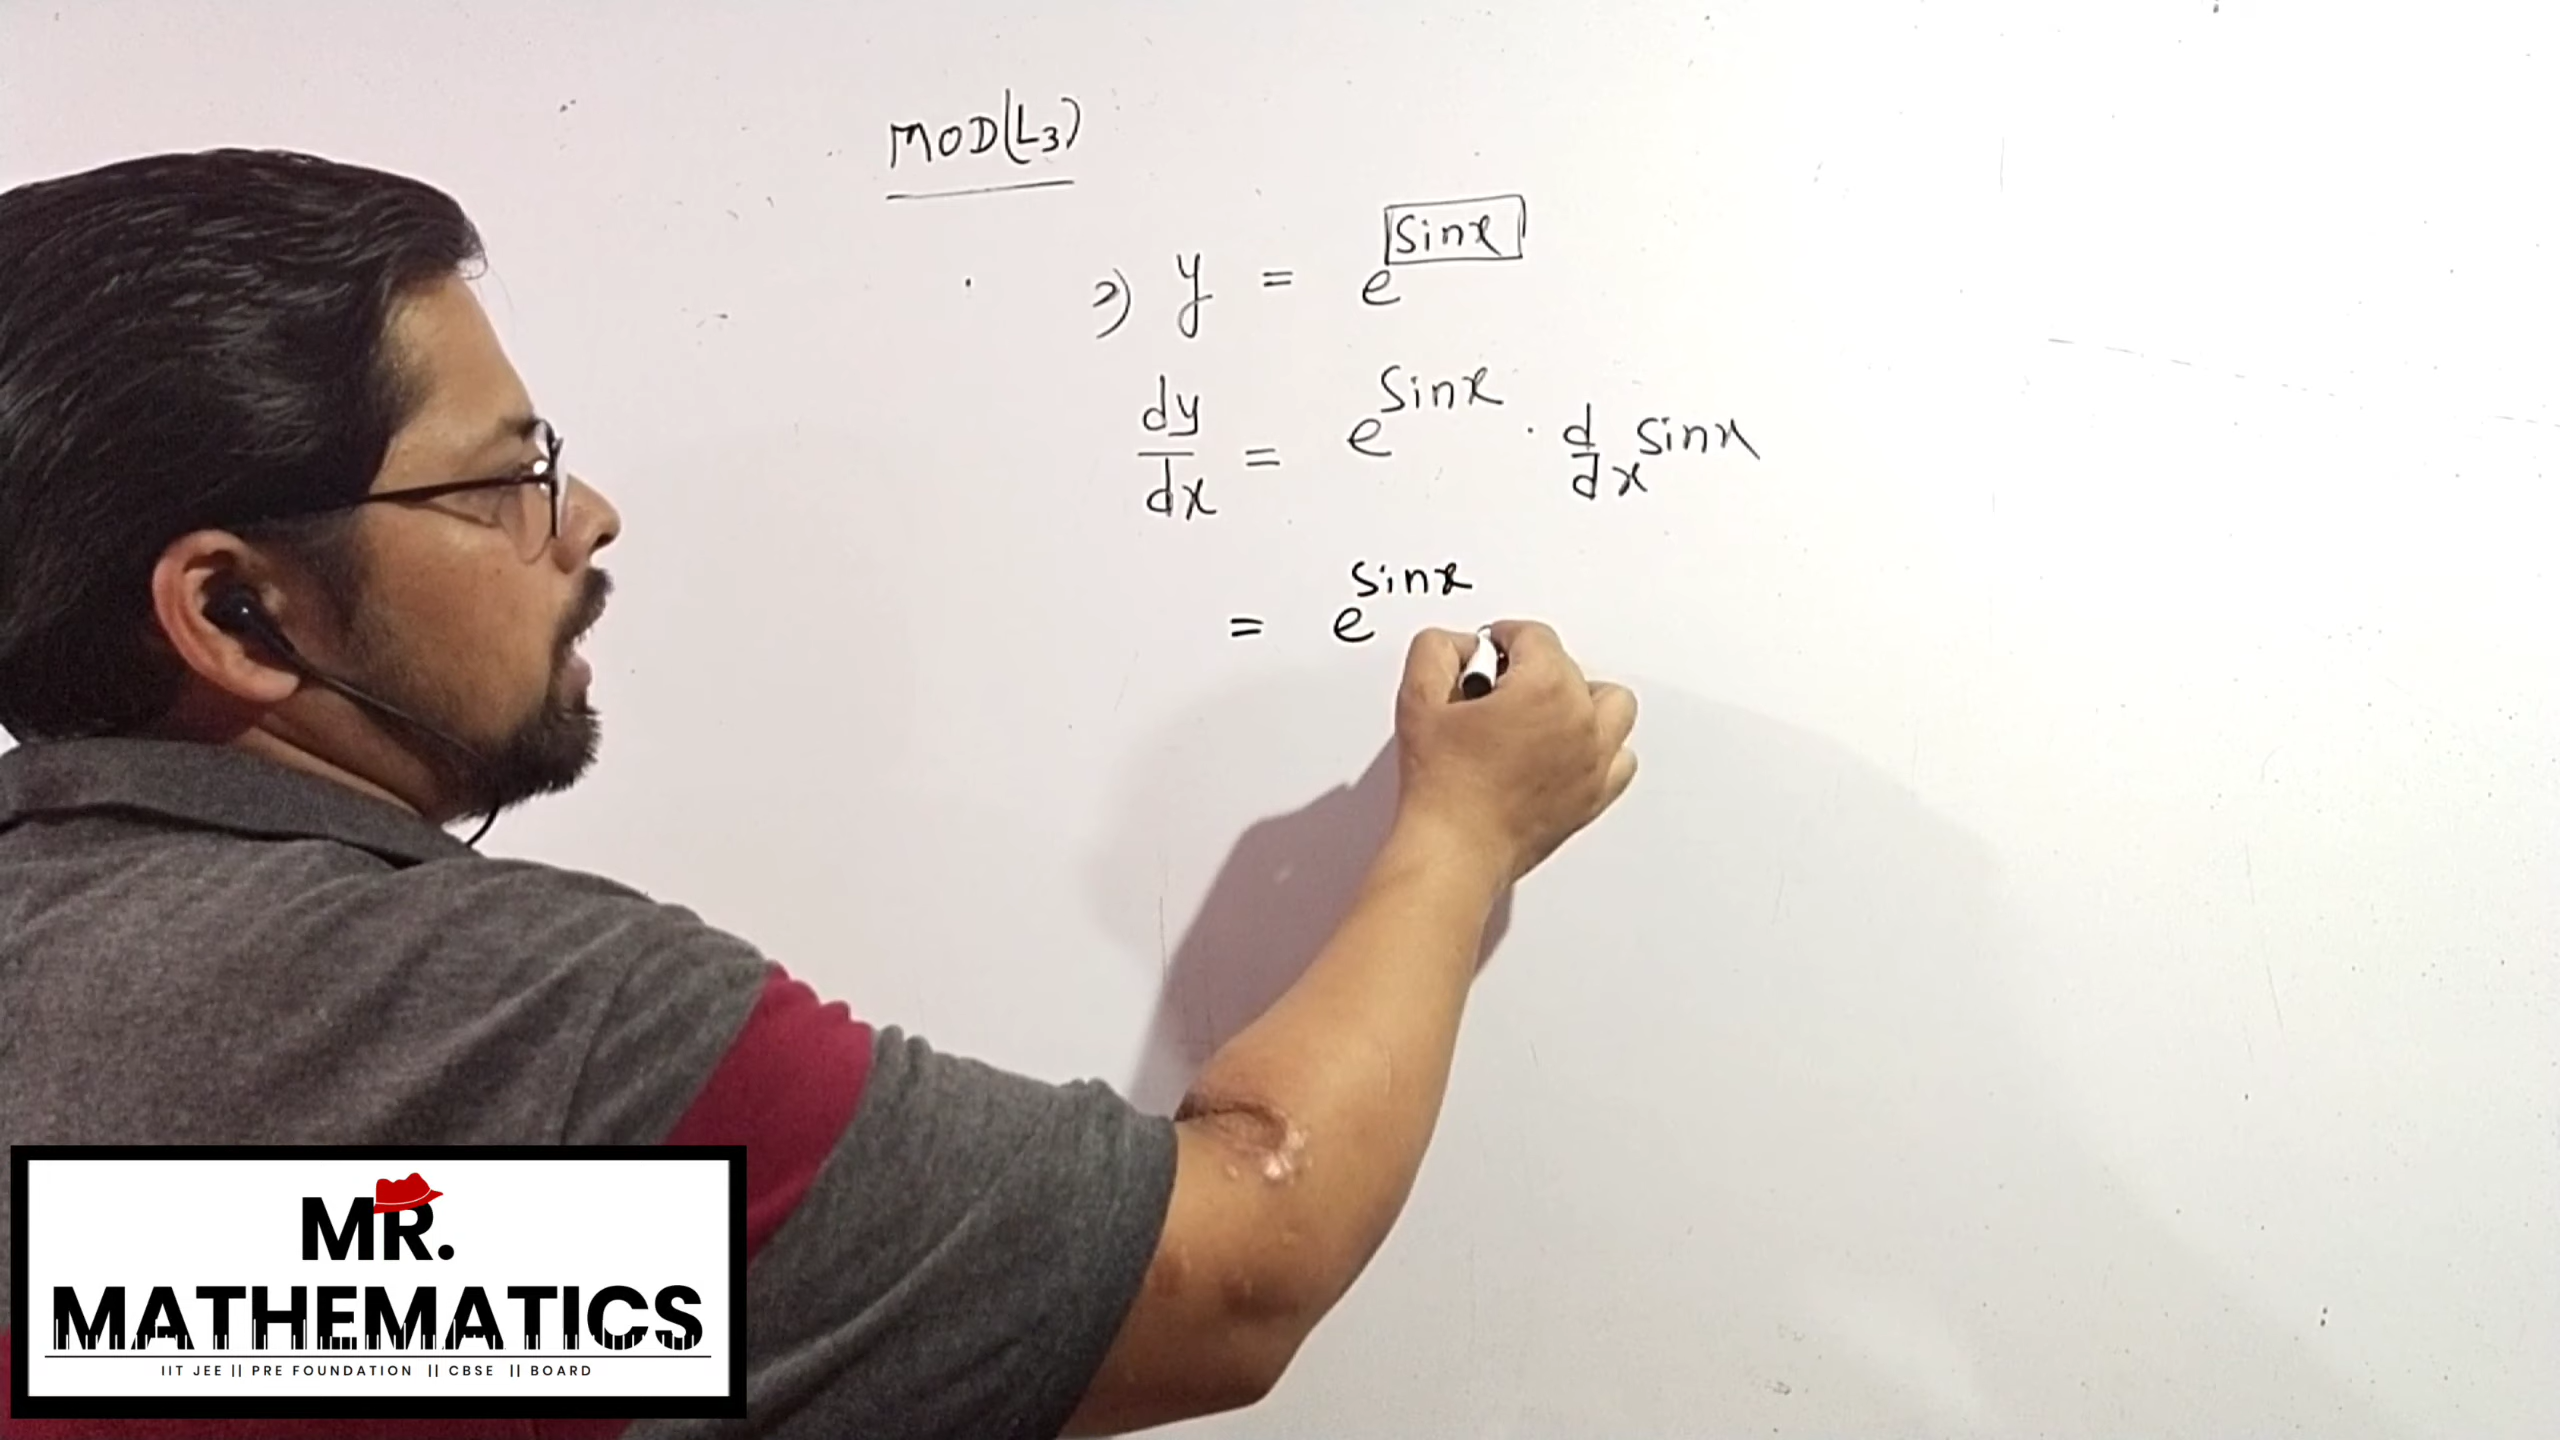 MOD(L3)
2) y = e^sinx
dy/dx = e^sinx · d/dx sinx
= e^sinx
MR.
MATHEMATICS
IIT JEE || PRE FOUNDATION || CBSE || BOARD